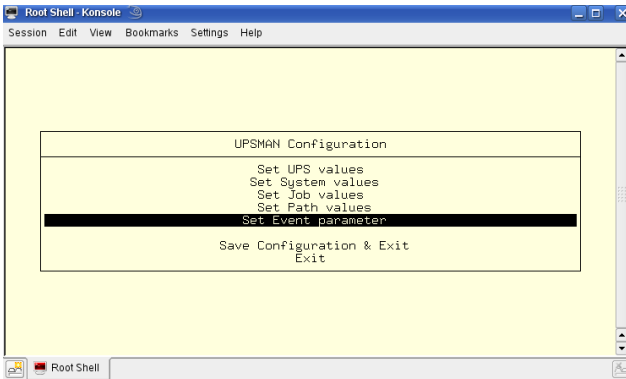 Root Shell - Konsole
Session Edit View Bookmarks Settings Help
UPSMAN Configuration
Set UPS values
Set System values
Set Job values
Set Path values
Set Event parameter
Save Configuration & Exit
Exit
Root Shell